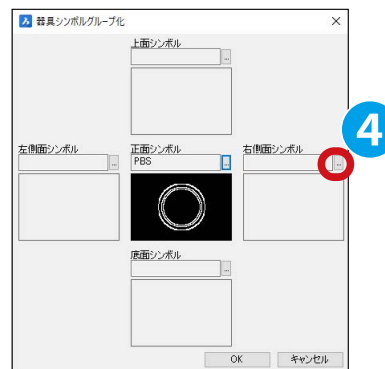 器具シンボルグループ化
上面シンボル
...
左側面シンボル
...
正面シンボル
PBS ...
右側面シンボル
...
4
底面シンボル
...
OK キャンセル